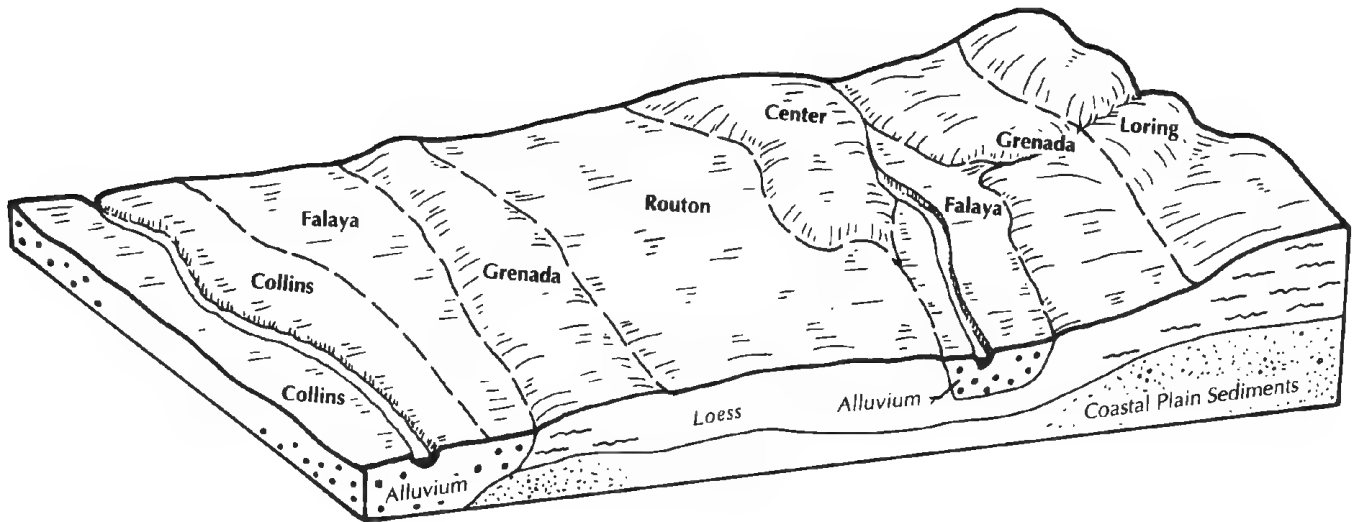 Center
Loring
Grenada
Routon
Falaya
Falaya
Grenada
Collins
Collins
Loess
Alluvium
Coastal Plain Sediments
Alluvium